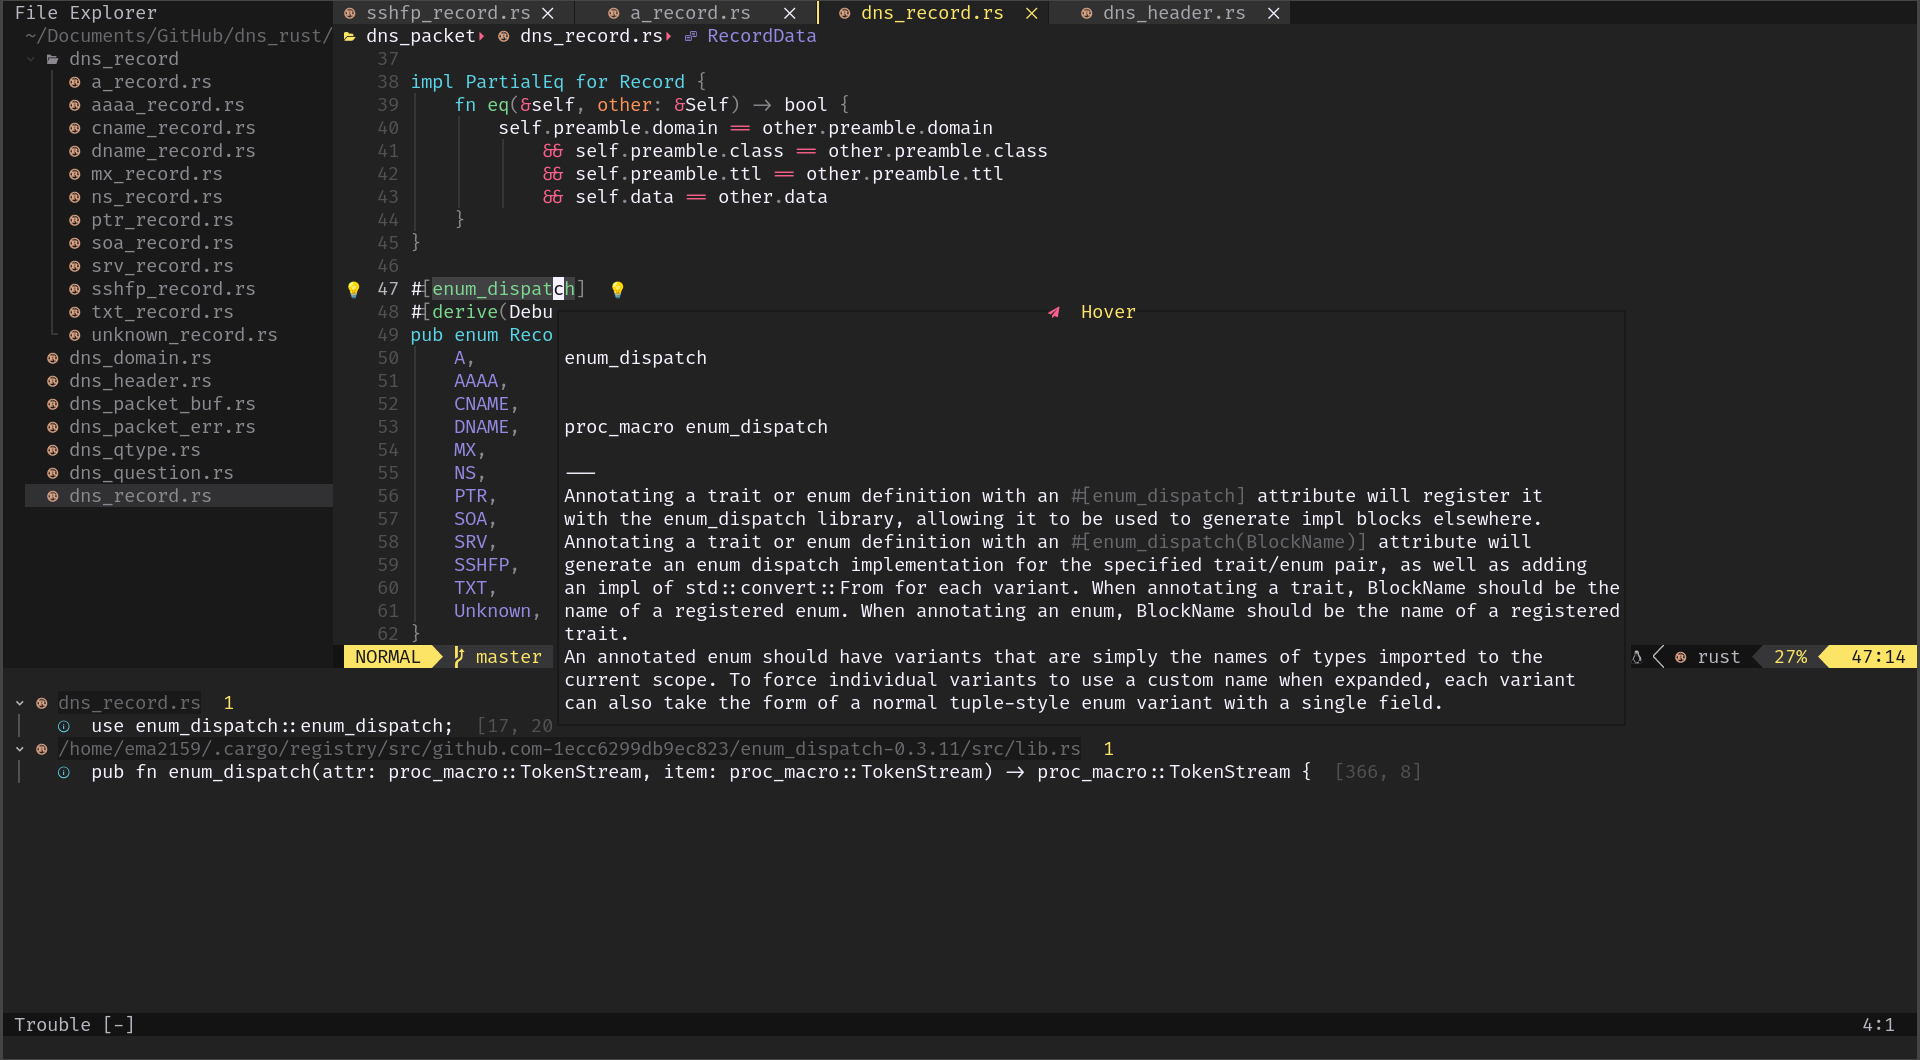 File Explorer
~/Documents/GitHub/dns_rust/
dns_record
a_record.rs
aaaa_record.rs
cname_record.rs
dname_record.rs
mx_record.rs
ns_record.rs
ptr_record.rs
soa_record.rs
srv_record.rs
sshfp_record.rs
txt_record.rs
unknown_record.rs
dns_domain.rs
dns_header.rs
dns_packet_buf.rs
dns_packet_err.rs
dns_qtype.rs
dns_question.rs
dns_record.rs
sshfp_record.rs a_record.rs dns_record.rs dns_header.rs
dns_packet dns_record.rs RecordData
37
38 impl PartialEq for Record {
39 fn eq(&self, other: &Self) -> bool {
40 self.preamble.domain == other.preamble.domain
41 && self.preamble.class == other.preamble.class
42 && self.preamble.ttl == other.preamble.ttl
43 && self.data == other.data
44 }
45 }
46
47 #[enum_dispatch]
48 #[derive(Debu
49 pub enum Reco
50 A,
51 AAAA,
52 CNAME,
53 DNAME,
54 MX,
55 NS,
56 PTR,
57 SOA,
58 SRV,
59 SSHFP,
60 TXT,
61 Unknown,
62 }
Hover
enum_dispatch
proc_macro enum_dispatch
---
Annotating a trait or enum definition with an #[enum_dispatch] attribute will register it
with the enum_dispatch library, allowing it to be used to generate impl blocks elsewhere.
Annotating a trait or enum definition with an #[enum_dispatch(BlockName)] attribute will
generate an enum dispatch implementation for the specified trait/enum pair, as well as adding
an impl of std::convert::From for each variant. When annotating a trait, BlockName should be the
name of a registered enum. When annotating an enum, BlockName should be the name of a registered
trait.
An annotated enum should have variants that are simply the names of types imported to the
current scope. To force individual variants to use a custom name when expanded, each variant
can also take the form of a normal tuple-style enum variant with a single field.
NORMAL master rust 27% 47:14
dns_record.rs 1
use enum_dispatch::enum_dispatch; [17, 20
/home/ema2159/.cargo/registry/src/github.com-1ecc6299db9ec823/enum_dispatch-0.3.11/src/lib.rs 1
pub fn enum_dispatch(attr: proc_macro::TokenStream, item: proc_macro::TokenStream) -> proc_macro::TokenStream { [366, 8]
Trouble [-] 4:1